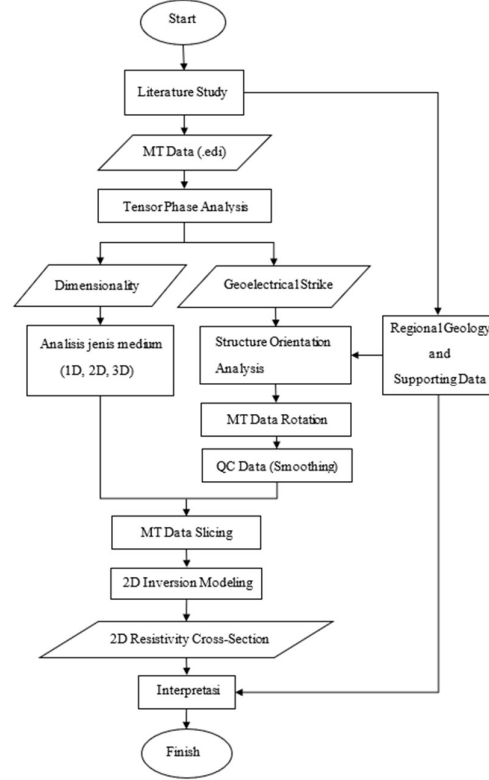 Start
Literature Study
MT Data (.edi)
Tensor Phase Analysis
Dimensionality
Geoelectrical Strike
Analisis jenis medium
(1D, 2D, 3D)
Structure Orientation
Analysis
Regional Geology
and
Supporting Data
MT Data Rotation
QC Data (Smoothing)
MT Data Slicing
2D Inversion Modeling
2D Resistivity Cross-Section
Interpretasi
Finish